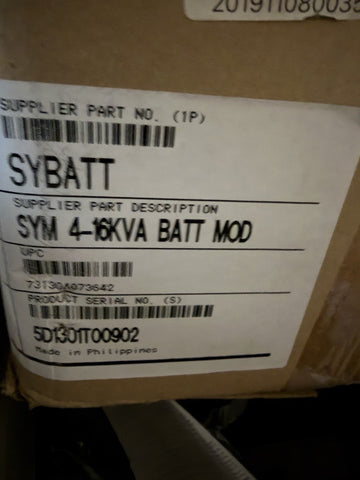 20191108003
SUPPLIER PART NO. (1P)
SYBATT
SUPPLIER PART DESCRIPTION
SYM 4-16KVA BATT MOD
UPC
731304073642
PRODUCT SERIAL NO. (S)
5D1301T00902
Made in Philippines